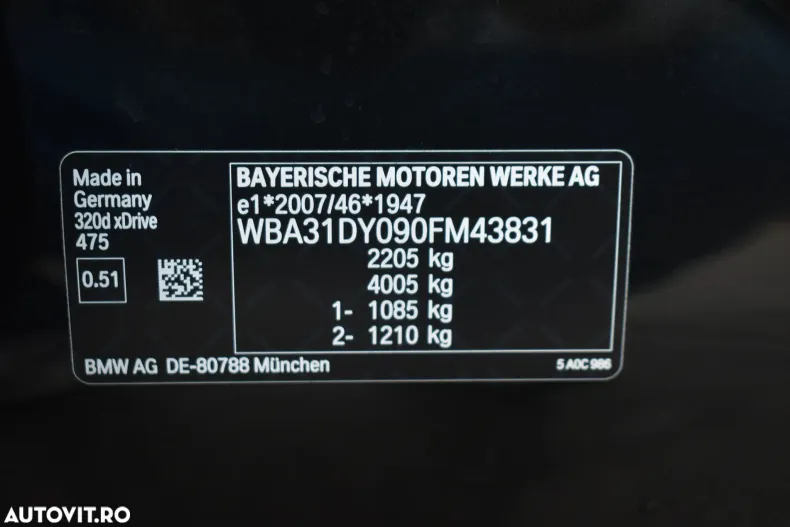 Made in
Germany
320d xDrive
475
0.51
BAYERISCHE MOTOREN WERKE AG
e1*2007/46*1947
WBA31DY090FM43831
2205 kg
4005 kg
1- 1085 kg
2- 1210 kg
BMW AG DE-80788 München
5 A0C 986
AUTOVIT.RO